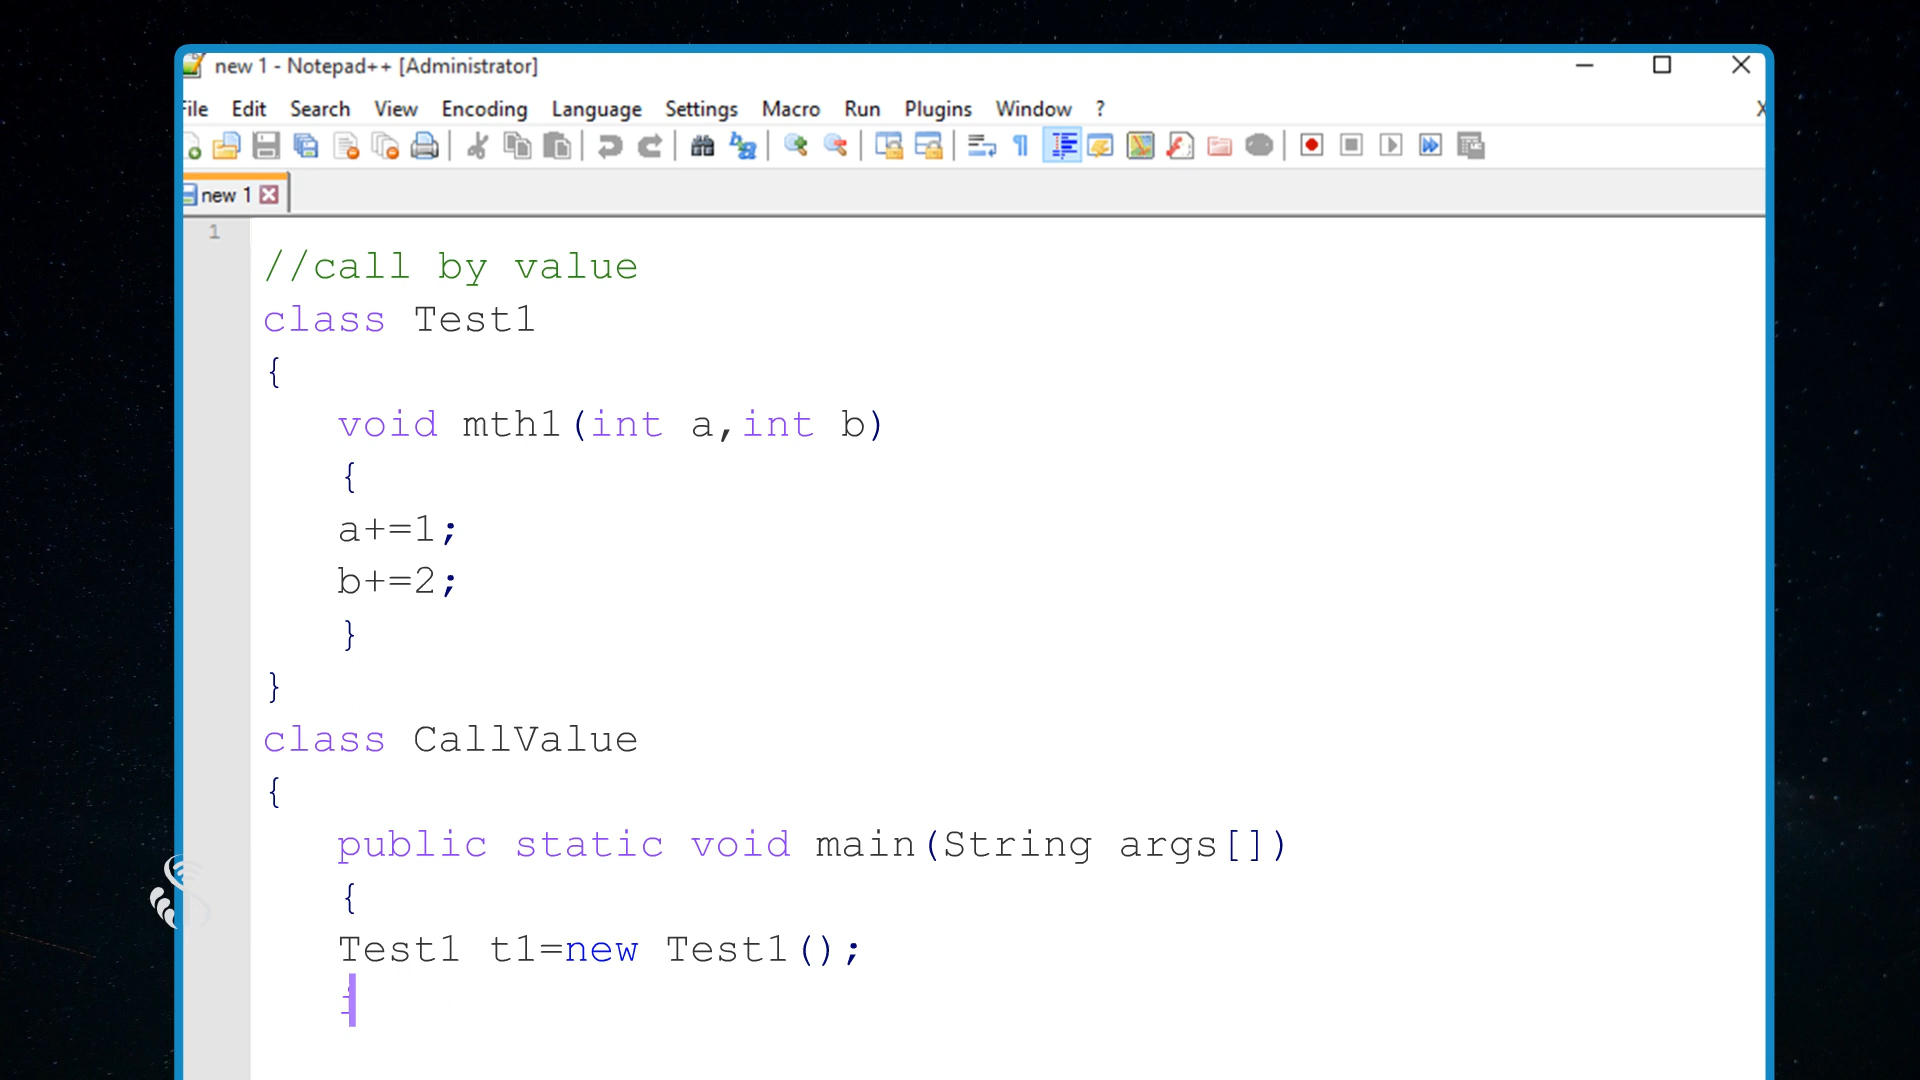 new 1 - Notepad++ [Administrator]
File Edit Search View Encoding Language Settings Macro Run Plugins Window ? X
new 1
1
//call by value
class Test1
{
void mth1(int a,int b)
{
a+=1;
b+=2;
}
}
class CallValue
{
public static void main(String args[])
{
Test1 t1=new Test1();
i